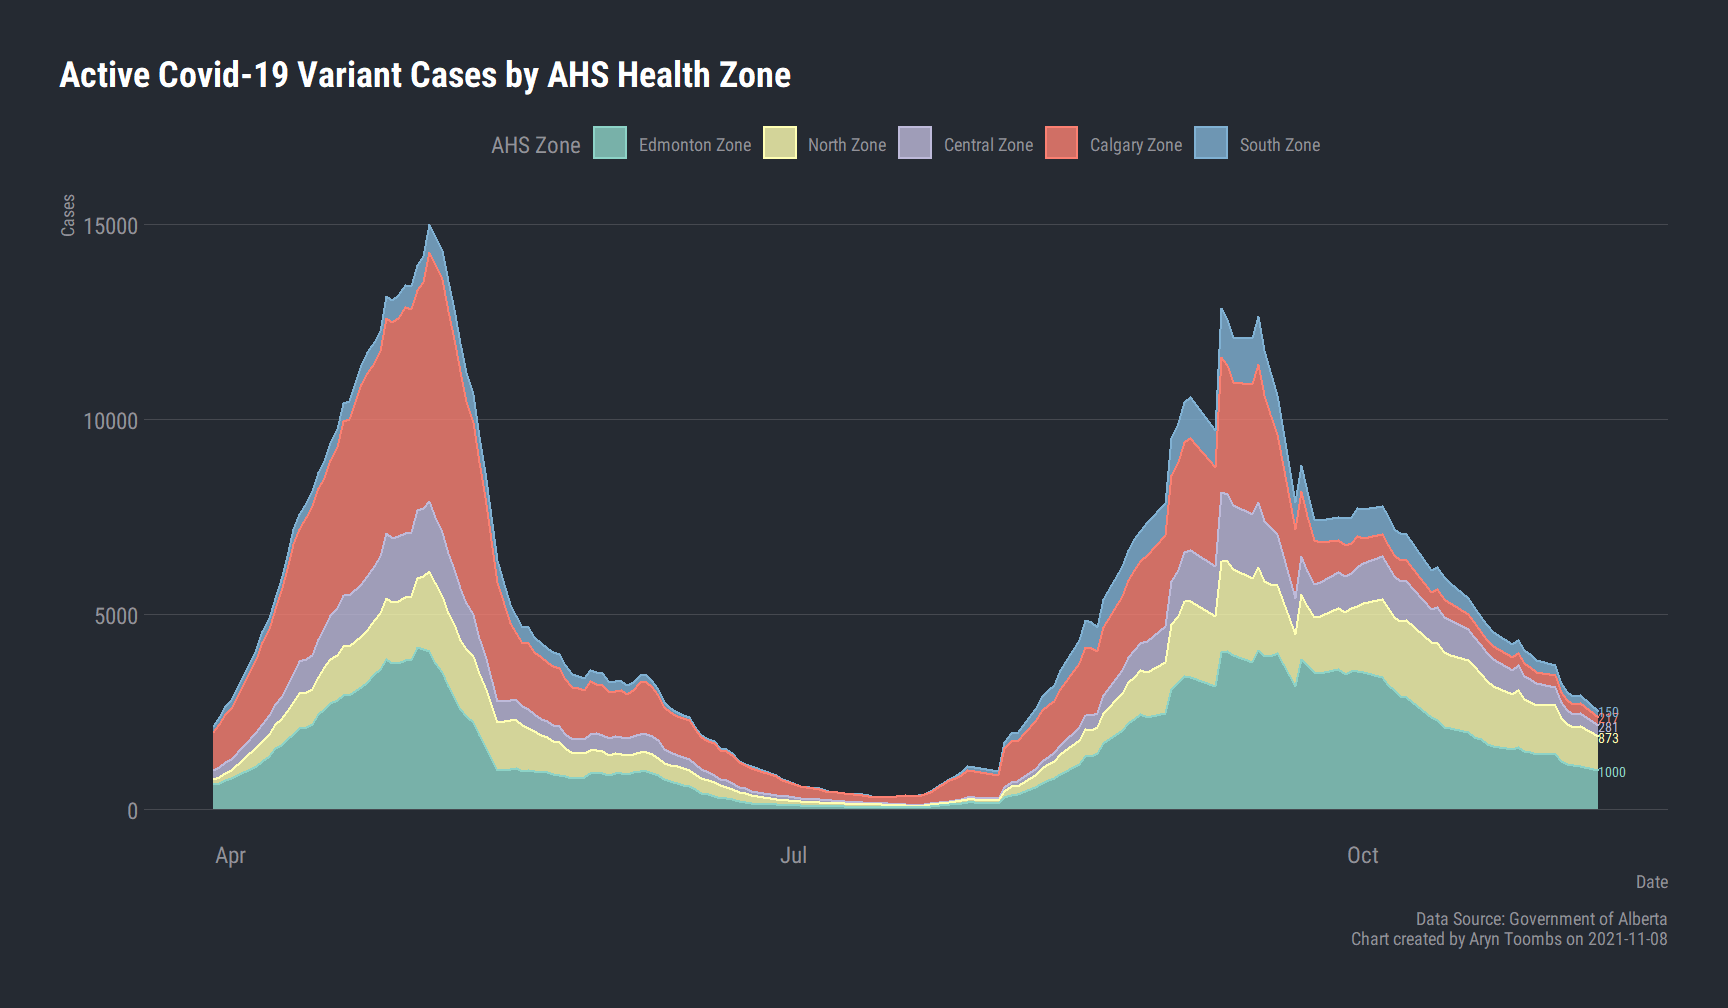 Active Covid-19 Variant Cases by AHS Health Zone
AHS Zone Edmonton Zone North Zone Central Zone Calgary Zone South Zone
Cases
15000
10000
5000
0
150
217
281
873
1000
Apr Jul Oct
Date
Data Source: Government of Alberta
Chart created by Aryn Toombs on 2021-11-08